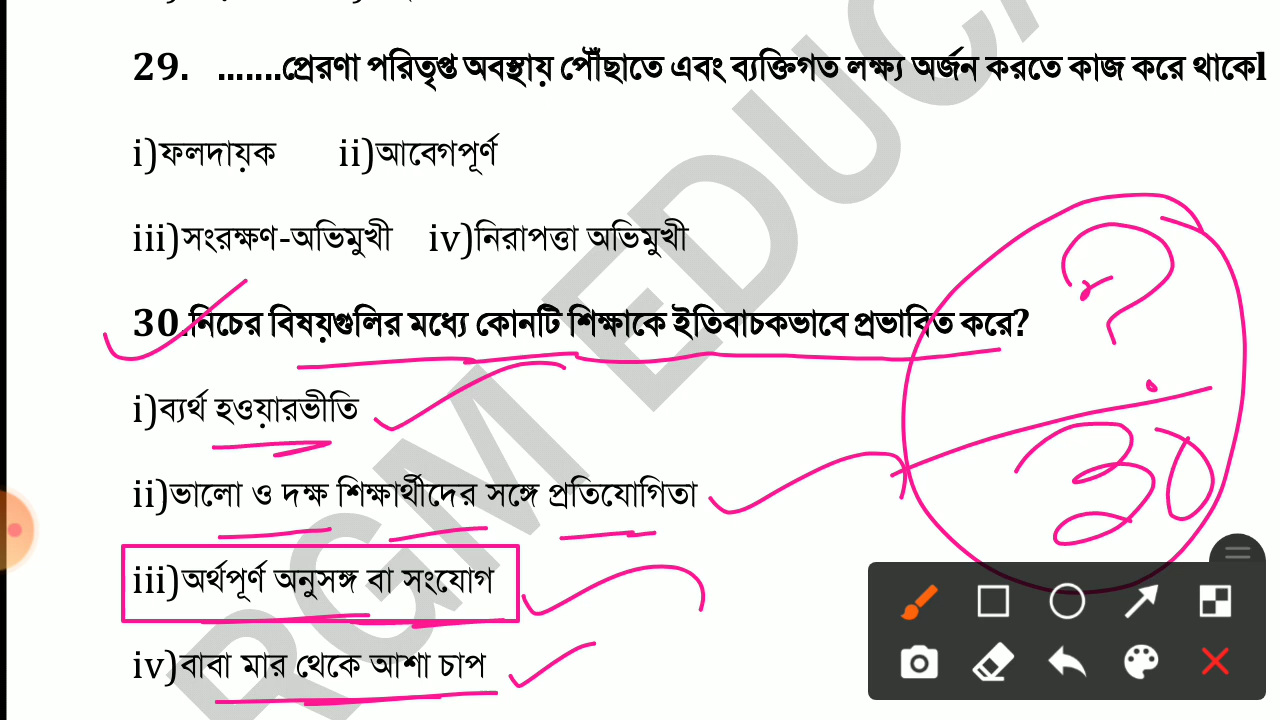 29. .......প্রেরণা পরিতৃপ্ত অবস্থায় পৌঁছাতে এবং ব্যক্তিগত লক্ষ্য অর্জন করতে কাজ করে থাকেl
i)ফলদায়ক ii)আবেগপূর্ণ
iii)সংরক্ষণ-অভিমুখী iv)নিরাপত্তা অভিমুখী
30.নিচের বিষয়গুলির মধ্যে কোনটি শিক্ষাকে ইতিবাচকভাবে প্রভাবিত করে?
i)ব্যর্থ হওয়ারভীতি
ii)ভালো ও দক্ষ শিক্ষার্থীদের সঙ্গে প্রতিযোগিতা
iii)অর্থপূর্ণ অনুসঙ্গ বা সংযোগ
iv)বাবা মার থেকে আশা চাপ
?
30
RGM EDUCA